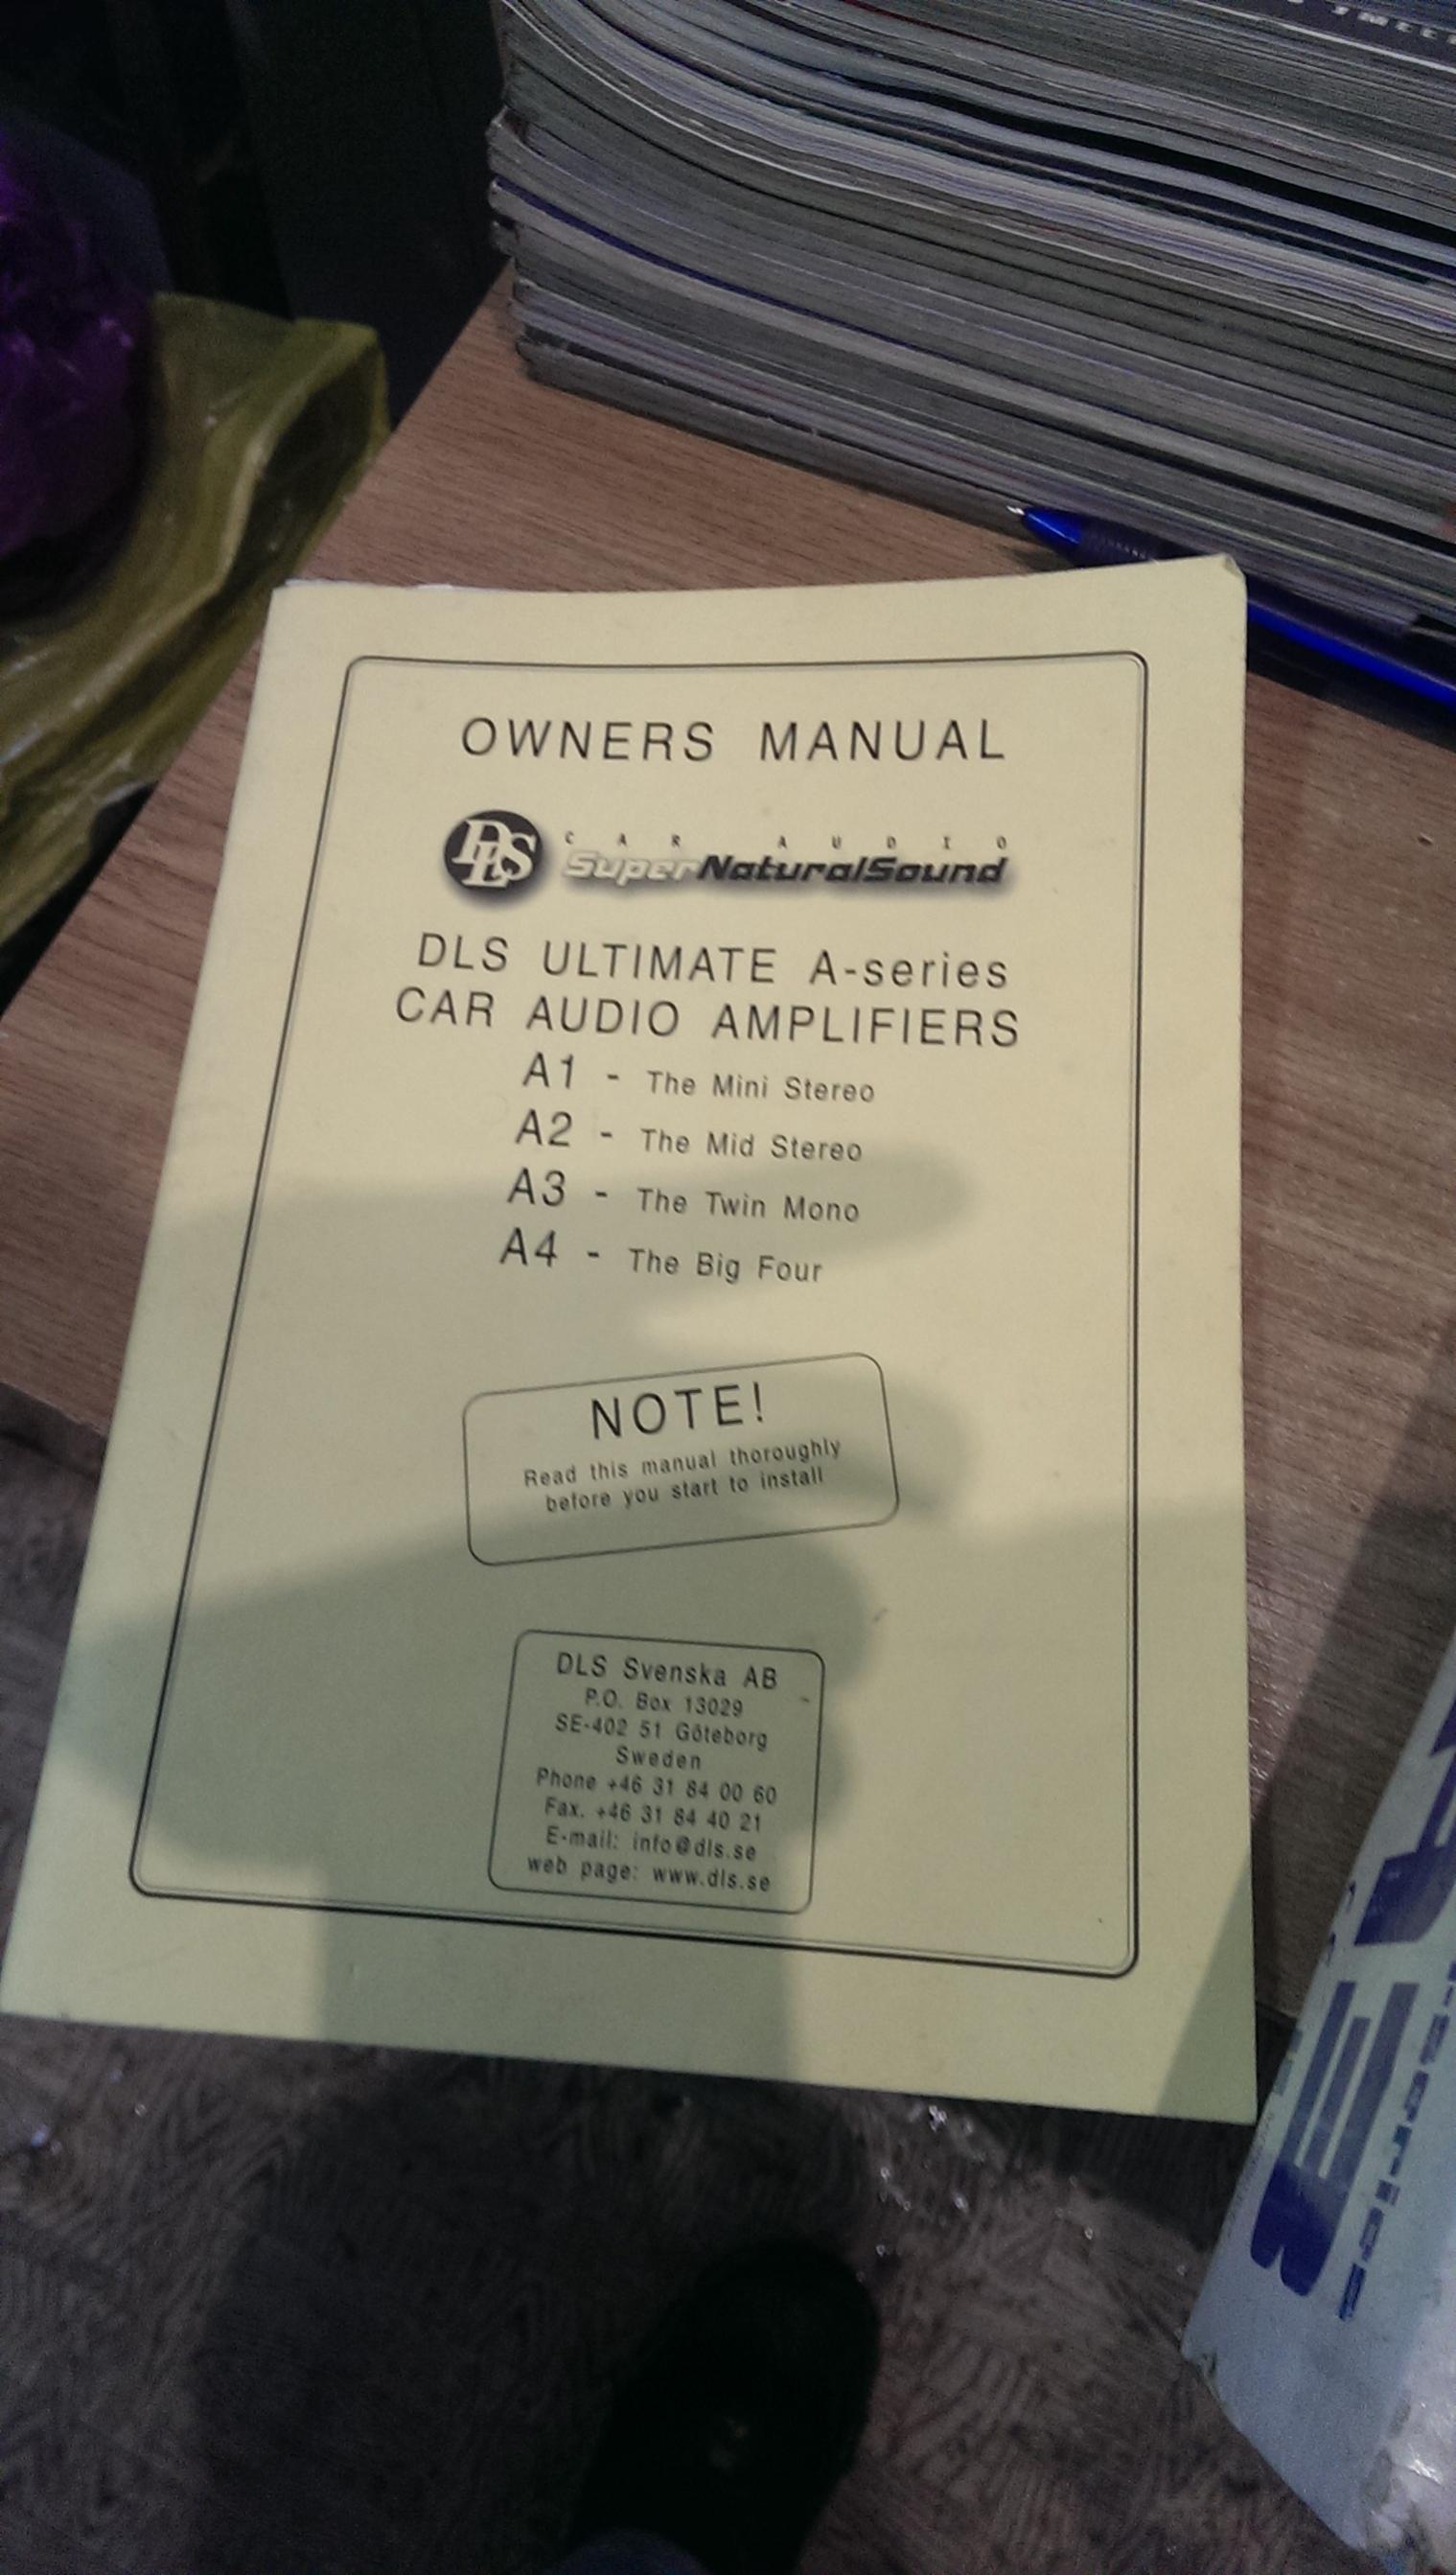 OWNERS MANUAL
DLS
CAR AUDIO
SuperNaturalSound
DLS ULTIMATE A-series
CAR AUDIO AMPLIFIERS
A1 - The Mini Stereo
A2 - The Mid Stereo
A3 - The Twin Mono
A4 - The Big Four
NOTE!
Read this manual thoroughly
before you start to install
DLS Svenska AB
P.O. Box 13029
SE-402 51 Göteborg
Sweden
Phone +46 31 84 00 60
Fax. +46 31 84 40 21
E-mail: info@dls.se
web page: www.dls.se